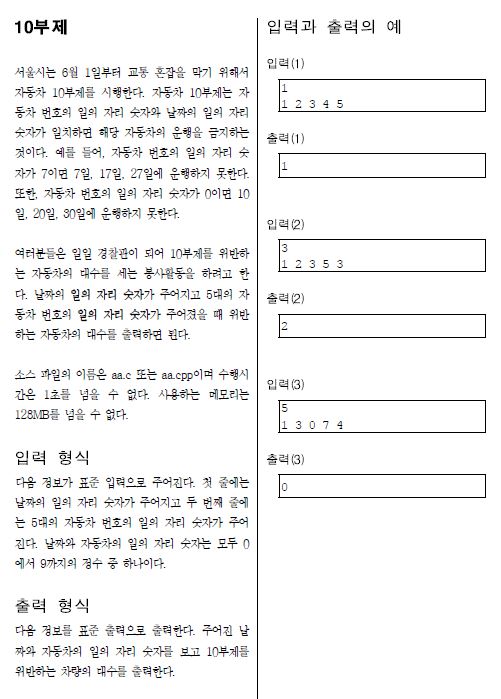 10부제
서울시는 6월 1일부터 교통 혼잡을 막기 위해서
자동차 10부제를 시행한다. 자동차 10부제는 자
동차 번호의 일의 자리 숫자와 날짜의 일의 자리
숫자가 일치하면 해당 자동차의 운행을 금지하는
것이다. 예를 들어, 자동차 번호의 일의 자리 숫
자가 7이면 7일, 17일, 27일에 운행하지 못한다.
또한, 자동차 번호의 일의 자리 숫자가 0이면 10
일, 20일, 30일에 운행하지 못한다.
여러분들은 일일 경찰관이 되어 10부제를 위반하
는 자동차의 대수를 세는 봉사활동을 하려고 한
다. 날짜의 일의 자리 숫자가 주어지고 5대의 자
동차 번호의 일의 자리 숫자가 주어졌을 때 위반
하는 자동차의 대수를 출력하면 된다.
소스 파일의 이름은 aa.c 또는 aa.cpp이며 수행시
간은 1초를 넘을 수 없다. 사용하는 메모리는
128MB를 넘을 수 없다.
입력 형식
다음 정보가 표준 입력으로 주어진다. 첫 줄에는
날짜의 일의 자리 숫자가 주어지고 두 번째 줄에
는 5대의 자동차 번호의 일의 자리 숫자가 주어
진다. 날짜와 자동차의 일의 자리 숫자는 모두 0
에서 9까지의 정수 중 하나이다.
출력 형식
다음 정보를 표준 출력으로 출력한다. 주어진 날
짜와 자동차의 일의 자리 숫자를 보고 10부제를
위반하는 차량의 대수를 출력한다.
입력과 출력의 예
입력(1)
1
1 2 3 4 5
출력(1)
1
입력(2)
3
1 2 3 5 3
출력(2)
2
입력(3)
5
1 3 0 7 4
출력(3)
0